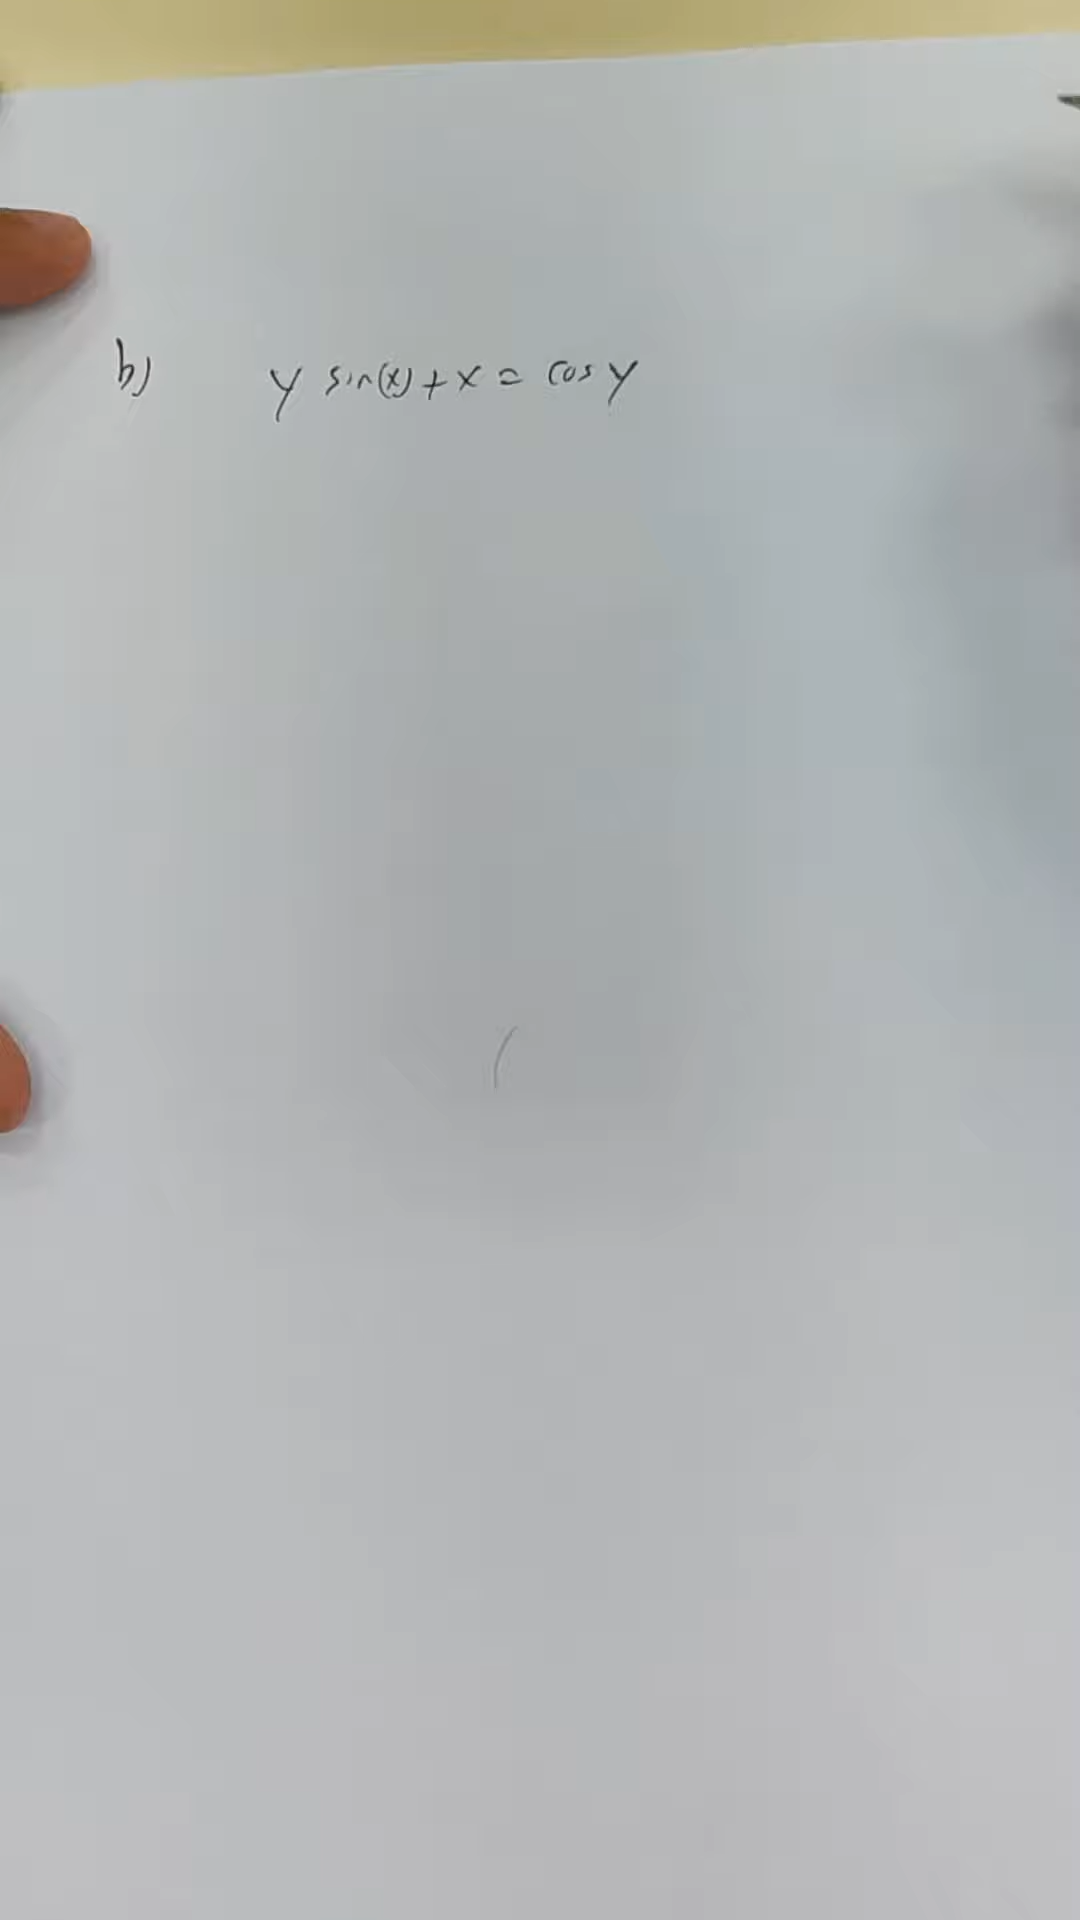 b) y sin(x) + x = cos y
(